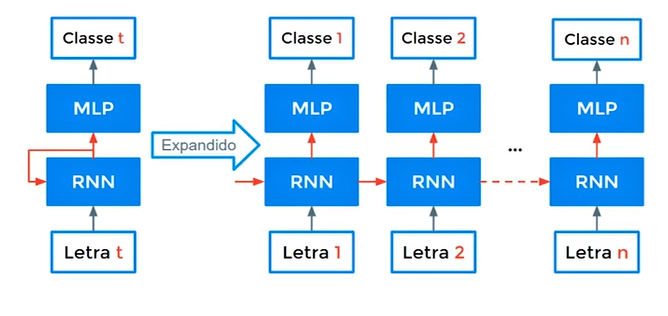 Classe t
Classe 1
Classe 2
Classe n
MLP
MLP
MLP
MLP
Expandido
...
RNN
RNN
RNN
RNN
Letra t
Letra 1
Letra 2
Letra n